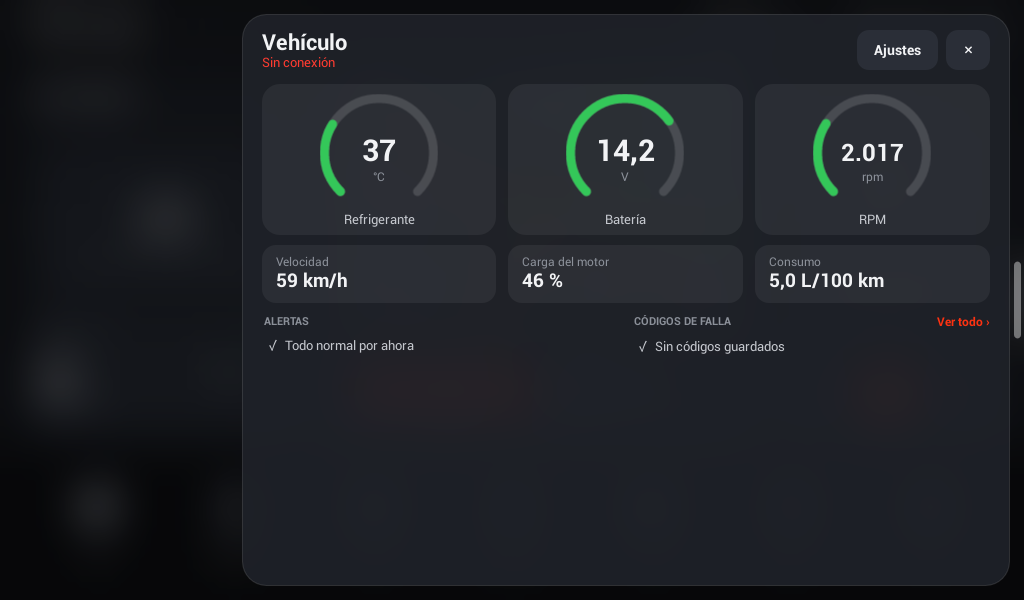 Vehículo
Sin conexión
Ajustes
×
37
°C
Refrigerante
14,2
V
Batería
2.017
rpm
RPM
Velocidad
59 km/h
Carga del motor
46 %
Consumo
5,0 L/100 km
ALERTAS
√ Todo normal por ahora
CÓDIGOS DE FALLA
Ver todo ›
√ Sin códigos guardados